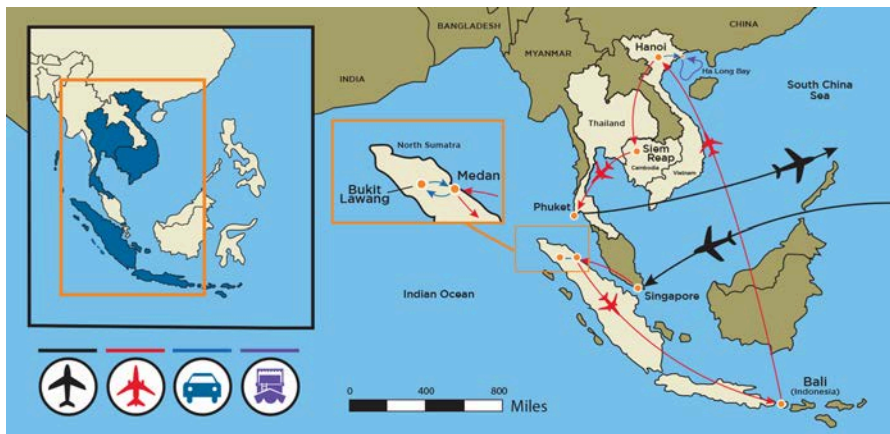 BANGLADESH
CHINA
INDIA
MYANMAR
Hanoi
Ha Long Bay
South China
Sea
Thailand
Siem
Reap
Cambodia
Vietnam
North Sumatra
Medan
Bukit
Lawang
Phuket
Indian Ocean
Singapore
Bali
(Indonesia)
0 400 800
Miles